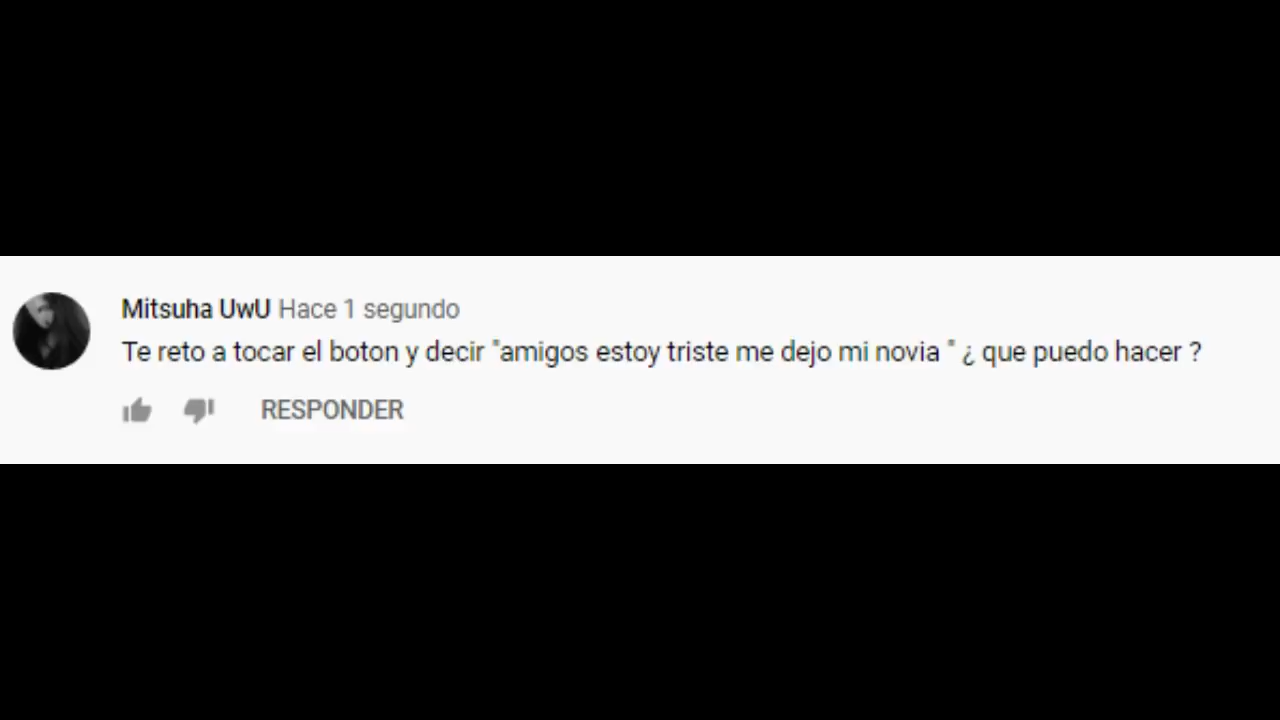 Mitsuha UwU Hace 1 segundo
Te reto a tocar el boton y decir "amigos estoy triste me dejo mi novia " ¿ que puedo hacer ?
RESPONDER